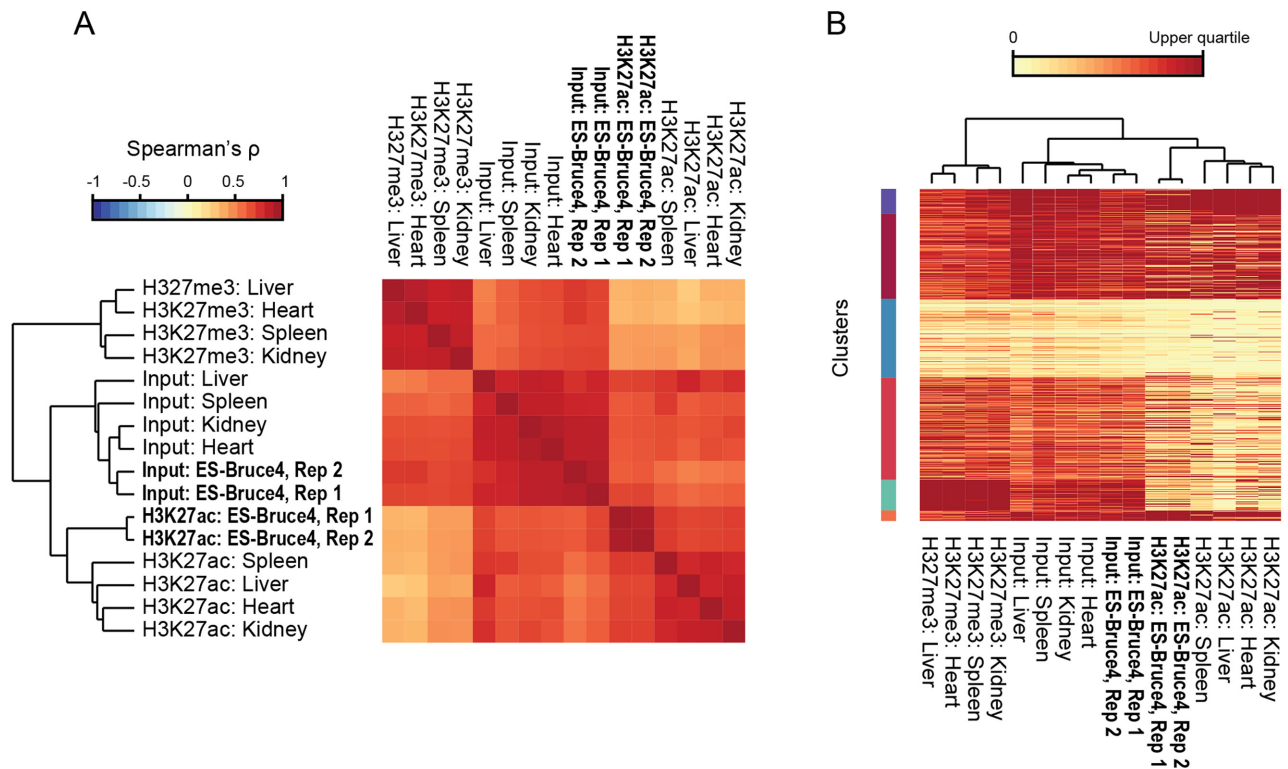 A
B
0
Upper quartile
Spearman's ρ
-1
-0.5
0
0.5
1
H327me3: Liver
H3K27me3: Heart
H3K27me3: Spleen
H3K27me3: Kidney
Input: Liver
Input: Spleen
Input: Kidney
Input: Heart
Input: ES-Bruce4, Rep 2
Input: ES-Bruce4, Rep 1
H3K27ac: ES-Bruce4, Rep 1
H3K27ac: ES-Bruce4, Rep 2
H3K27ac: Spleen
H3K27ac: Liver
H3K27ac: Heart
H3K27ac: Kidney
H327me3: Liver
H3K27me3: Heart
H3K27me3: Spleen
H3K27me3: Kidney
Input: Liver
Input: Spleen
Input: Kidney
Input: Heart
Input: ES-Bruce4, Rep 2
Input: ES-Bruce4, Rep 1
H3K27ac: ES-Bruce4, Rep 1
H3K27ac: ES-Bruce4, Rep 2
H3K27ac: Spleen
H3K27ac: Liver
H3K27ac: Heart
H3K27ac: Kidney
Clusters
H327me3: Liver
H3K27me3: Heart
H3K27me3: Spleen
H3K27me3: Kidney
Input: Liver
Input: Spleen
Input: Kidney
Input: Heart
Input: ES-Bruce4, Rep 2
Input: ES-Bruce4, Rep 1
H3K27ac: ES-Bruce4, Rep 1
H3K27ac: ES-Bruce4, Rep 2
H3K27ac: Spleen
H3K27ac: Liver
H3K27ac: Heart
H3K27ac: Kidney